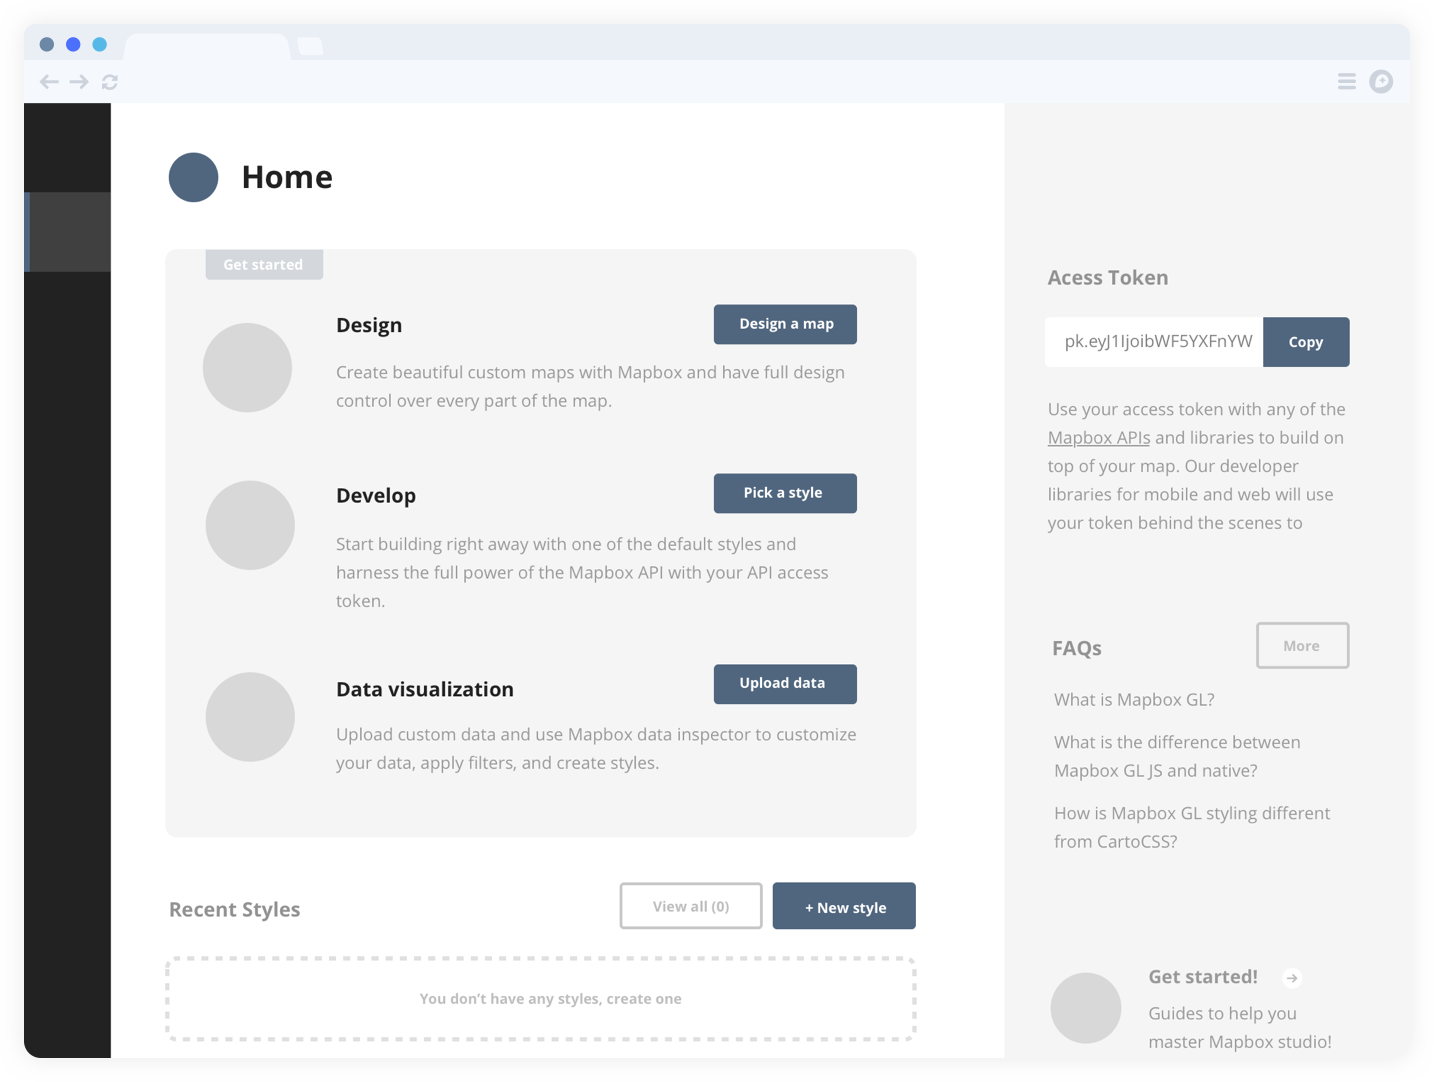 Home
Get started
Design
Design a map
Create beautiful custom maps with Mapbox and have full design
control over every part of the map.
Develop
Pick a style
Start building right away with one of the default styles and
harness the full power of the Mapbox API with your API access
token.
Data visualization
Upload data
Upload custom data and use Mapbox data inspector to customize
your data, apply filters, and create styles.
Recent Styles
View all (0)
+ New style
You don’t have any styles, create one
Acess Token
pk.eyJ1IjoibWF5YXFnYW
Copy
Use your access token with any of the
Mapbox APIs and libraries to build on
top of your map. Our developer
libraries for mobile and web will use
your token behind the scenes to
FAQs
More
What is Mapbox GL?
What is the difference between
Mapbox GL JS and native?
How is Mapbox GL styling different
from CartoCSS?
Get started!
Guides to help you
master Mapbox studio!